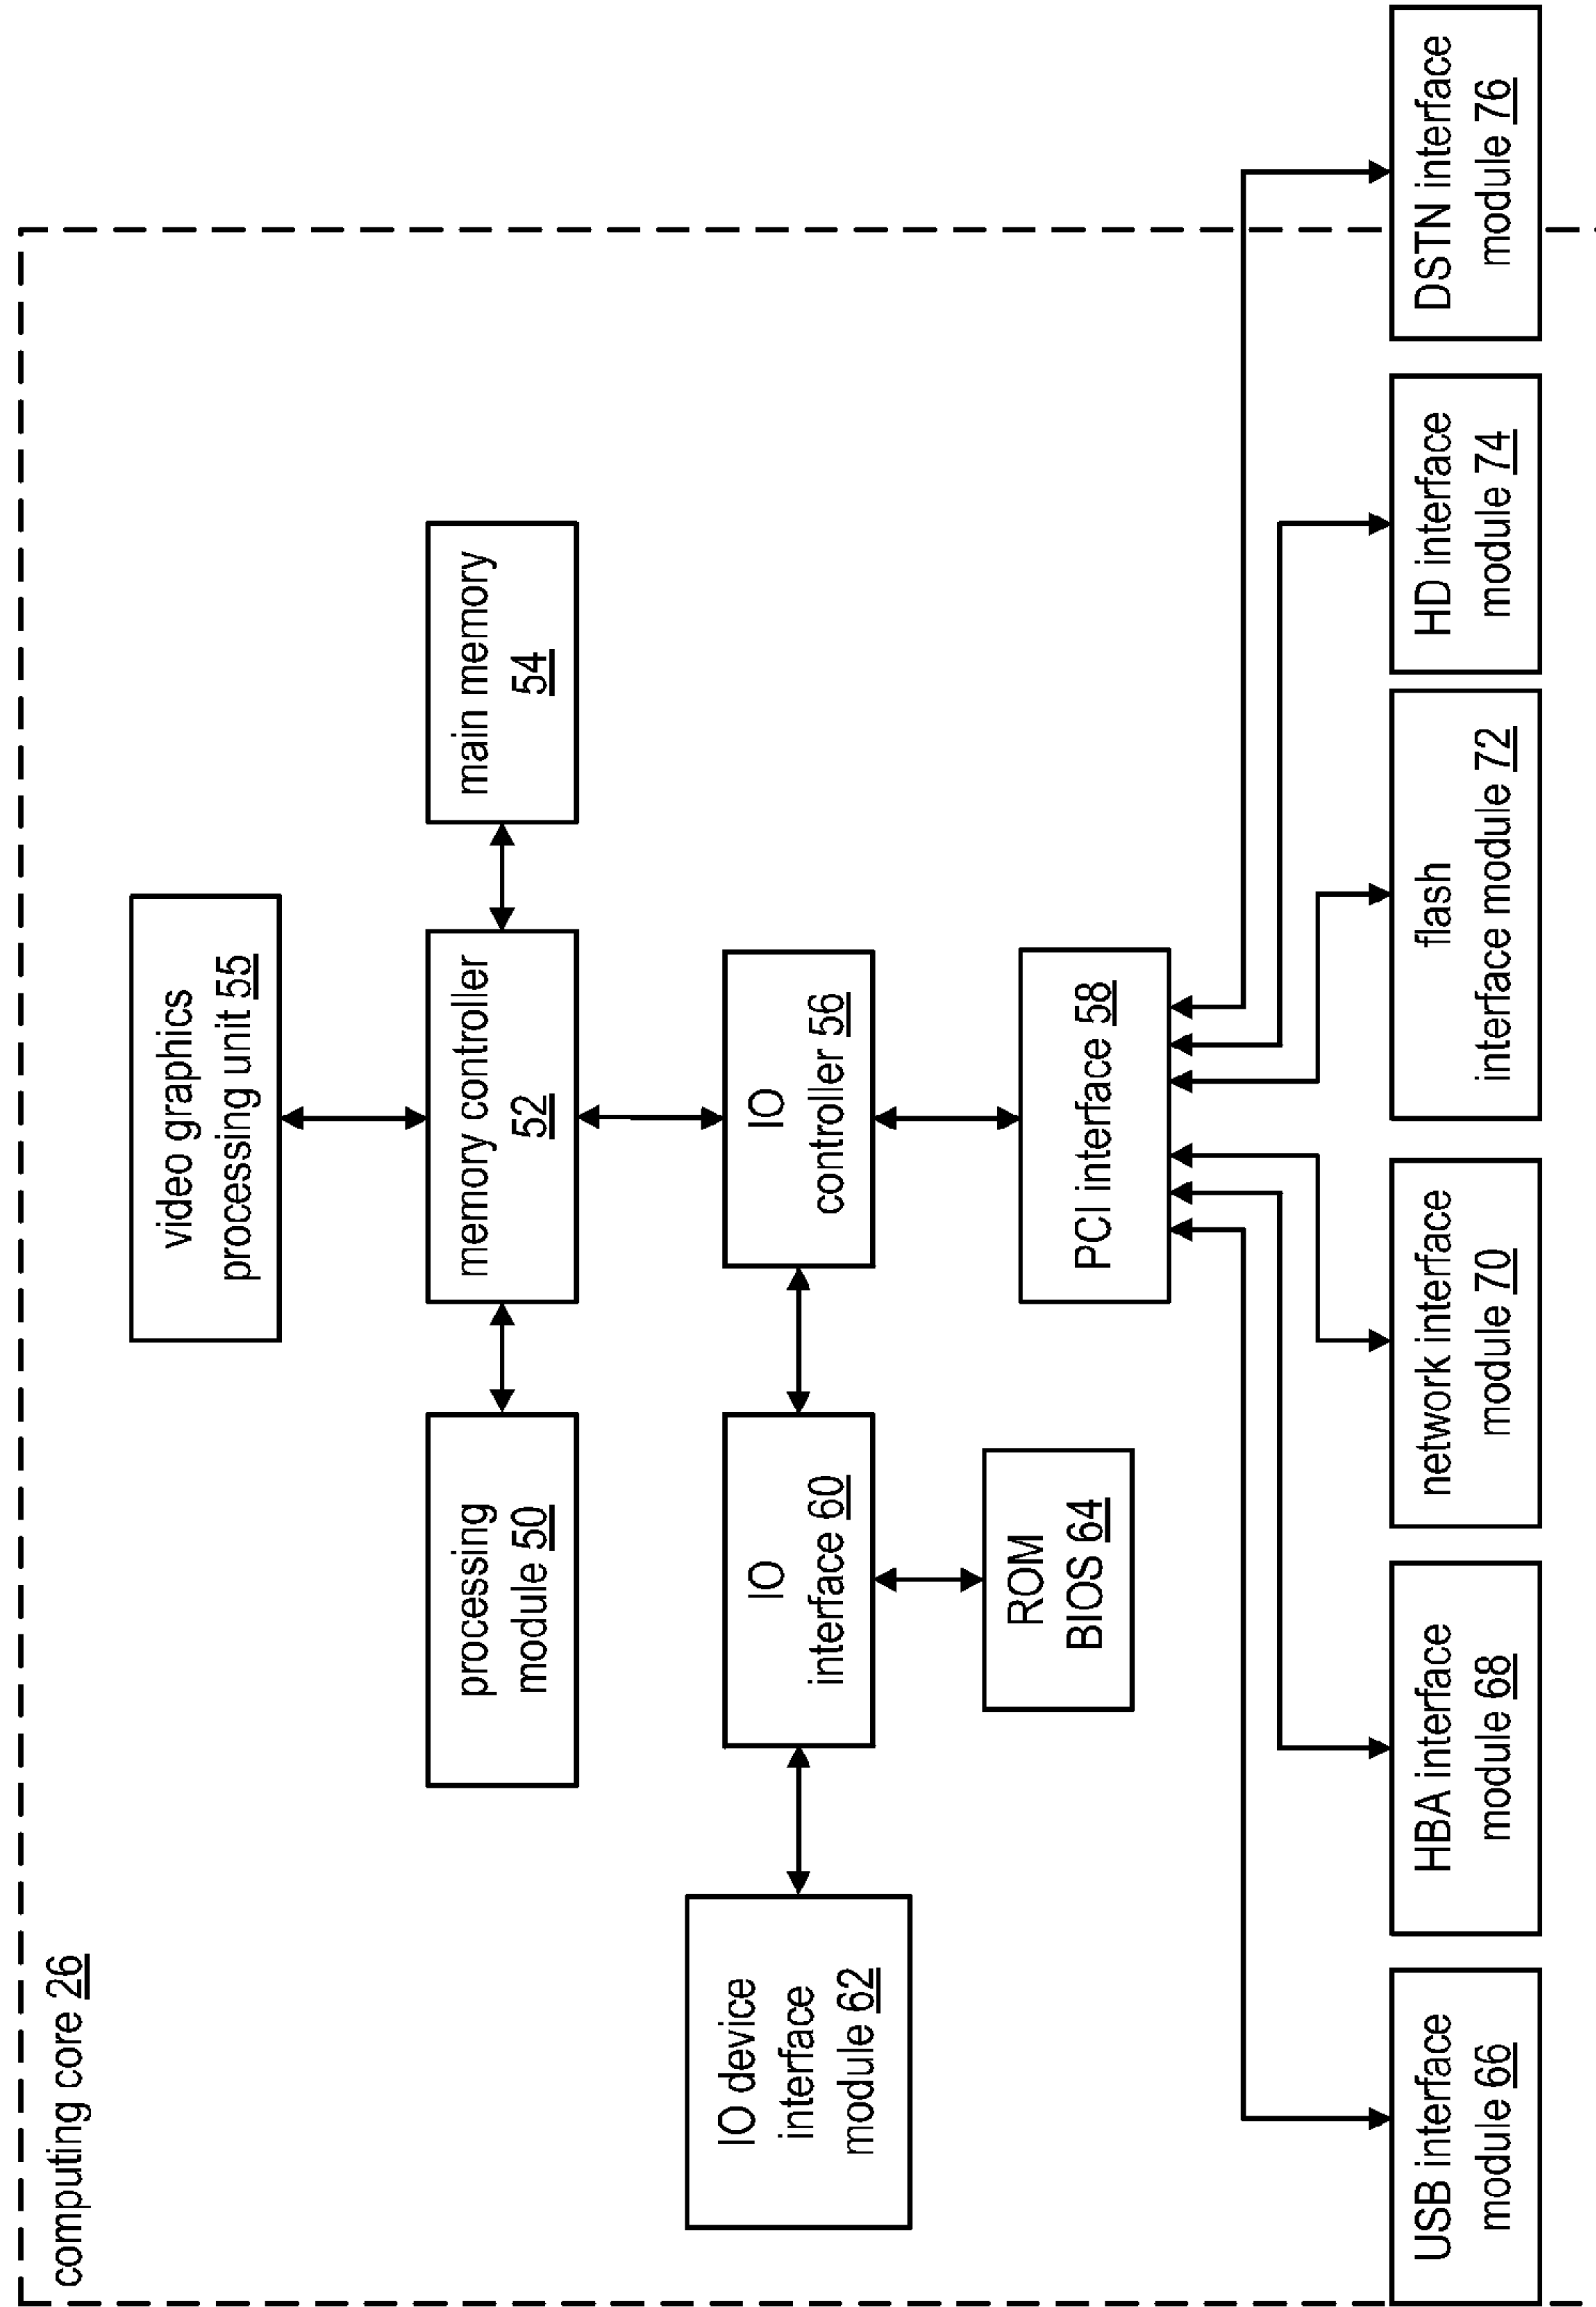 computing core 26
video graphics
processing unit 55
processing
module 50
memory controller
52
main memory
54
IO device
interface
module 62
IO
interface 60
IO
controller 56
ROM
BIOS 64
PCI interface 58
USB interface
module 66
HBA interface
module 68
network interface
module 70
flash
interface module 72
HD interface
module 74
DSTN interface
module 76